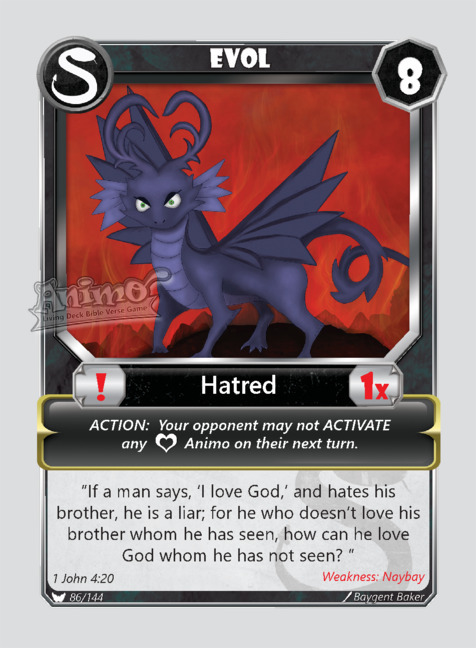 S
EVOL
8
Animo
Living Deck Bible Verse Game
!
Hatred
1x
ACTION: Your opponent may not ACTIVATE
any Animo on their next turn.
“If a man says, ‘I love God,’ and hates his
brother, he is a liar; for he who doesn’t love his
brother whom he has seen, how can he love
God whom he has not seen? ”
1 John 4:20
Weakness: Naybay
86/144
Baygent Baker